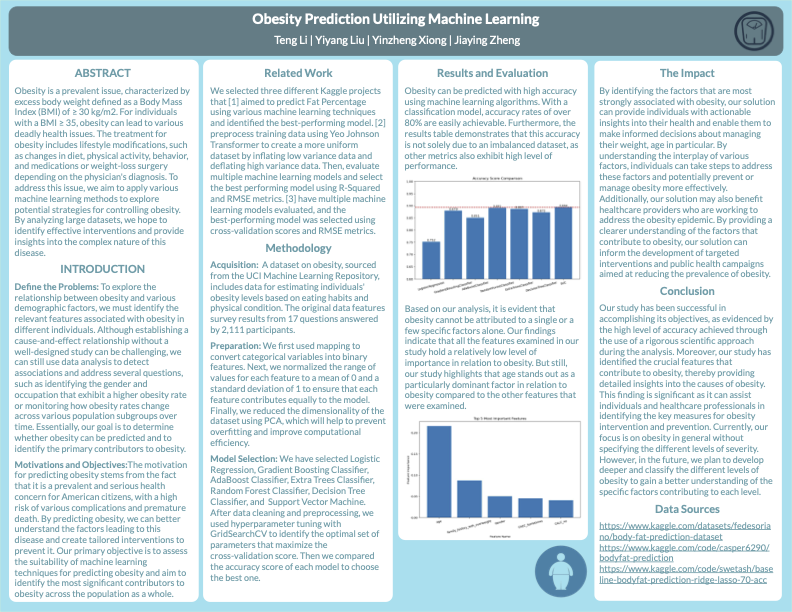 Obesity Prediction Utilizing Machine Learning
Teng Li | Yiyang Liu | Yinzheng Xiong | Jiaying Zheng
ABSTRACT
Obesity is a prevalent issue, characterized by
excess body weight defined as a Body Mass
Index (BMI) of ≥ 30 kg/m2. For individuals
with a BMI ≥ 35, obesity can lead to various
deadly health issues. The treatment for
obesity includes lifestyle modifications, such
as changes in diet, physical activity, behavior,
and medications or weight-loss surgery
depending on the physician's diagnosis. To
address this issue, we aim to apply various
machine learning methods to explore
potential strategies for controlling obesity.
By analyzing large datasets, we hope to
identify effective interventions and provide
insights into the complex nature of this
disease.
INTRODUCTION
Define the Problems: To explore the
relationship between obesity and various
demographic factors, we must identify the
relevant features associated with obesity in
different individuals. Although establishing a
cause-and-effect relationship without a
well-designed study can be challenging, we
can still use data analysis to detect
associations and address several questions,
such as identifying the gender and
occupation that exhibit a higher obesity rate
or monitoring how obesity rates change
across various population subgroups over
time. Essentially, our goal is to determine
whether obesity can be predicted and to
identify the primary contributors to obesity.
Motivations and Objectives:The motivation
for predicting obesity stems from the fact
that it is a prevalent and serious health
concern for American citizens, with a high
risk of various complications and premature
death. By predicting obesity, we can better
understand the factors leading to this
disease and create tailored interventions to
prevent it. Our primary objective is to assess
the suitability of machine learning
techniques for predicting obesity and aim to
identify the most significant contributors to
obesity across the population as a whole.
Related Work
We selected three different Kaggle projects
that [1] aimed to predict Fat Percentage
using various machine learning techniques
and identified the best-performing model. [2]
preprocess training data using Yeo Johnson
Transformer to create a more uniform
dataset by inflating low variance data and
deflating high variance data. Then, evaluate
multiple machine learning models and select
the best performing model using R-Squared
and RMSE metrics. [3] have multiple machine
learning models evaluated, and the
best-performing model was selected using
cross-validation scores and RMSE metrics.
Methodology
Acquisition: A dataset on obesity, sourced
from the UCI Machine Learning Repository,
includes data for estimating individuals'
obesity levels based on eating habits and
physical condition. The original data features
survey results from 17 questions answered
by 2,111 participants.
Preparation: We first used mapping to
convert categorical variables into binary
features. Next, we normalized the range of
values for each feature to a mean of 0 and a
standard deviation of 1 to ensure that each
feature contributes equally to the model.
Finally, we reduced the dimensionality of the
dataset using PCA, which will help to prevent
overfitting and improve computational
efficiency.
Model Selection: We have selected Logistic
Regression, Gradient Boosting Classifier,
AdaBoost Classifier, Extra Trees Classifier,
Random Forest Classifier, Decision Tree
Classifier, and Support Vector Machine.
After data cleaning and preprocessing, we
used hyperparameter tuning with
GridSearchCV to identify the optimal set of
parameters that maximize the
cross-validation score. Then we compared
the accuracy score of each model to choose
the best one.
Results and Evaluation
Obesity can be predicted with high accuracy
using machine learning algorithms. With a
classification model, accuracy rates of over
80% are easily achievable. Furthermore, the
results table demonstrates that this accuracy
is not solely due to an imbalanced dataset, as
other metrics also exhibit high level of
performance.
Accuracy Score Comparison
Based on our analysis, it is evident that
obesity cannot be attributed to a single or a
few specific factors alone. Our findings
indicate that all the features examined in our
study hold a relatively low level of
importance in relation to obesity. But still,
our study highlights that age stands out as a
particularly dominant factor in relation to
obesity compared to the other features that
were examined.
Top 5 Most Important Features
The Impact
By identifying the factors that are most
strongly associated with obesity, our solution
can provide individuals with actionable
insights into their health and enable them to
make informed decisions about managing
their weight, age in particular. By
understanding the interplay of various
factors, individuals can take steps to address
these factors and potentially prevent or
manage obesity more effectively.
Additionally, our solution may also benefit
healthcare providers who are working to
address the obesity epidemic. By providing a
clearer understanding of the factors that
contribute to obesity, our solution can
inform the development of targeted
interventions and public health campaigns
aimed at reducing the prevalence of obesity.
Conclusion
Our study has been successful in
accomplishing its objectives, as evidenced by
the high level of accuracy achieved through
the use of a rigorous scientific approach
during the analysis. Moreover, our study has
identified the crucial features that
contribute to obesity, thereby providing
detailed insights into the causes of obesity.
This finding is significant as it can assist
individuals and healthcare professionals in
identifying the key measures for obesity
intervention and prevention. Currently, our
focus is on obesity in general without
specifying the different levels of severity.
However, in the future, we plan to develop
deeper and classify the different levels of
obesity to gain a better understanding of the
specific factors contributing to each level.
Data Sources
https://www.kaggle.com/datasets/fedesoria
no/body-fat-prediction-dataset
https://www.kaggle.com/code/casper6290/
bodyfat-prediction
https://www.kaggle.com/code/swetash/base
line-bodyfat-prediction-ridge-lasso-70-acc